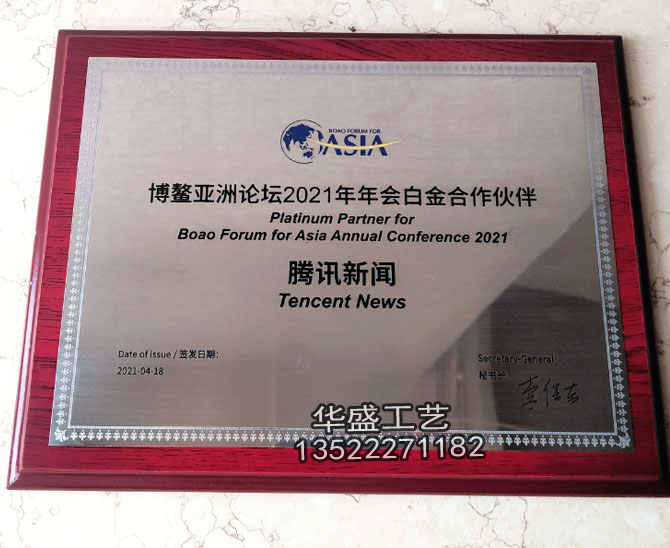 BOAO FORUM FOR
ASIA
博鳌亚洲论坛2021年年会白金合作伙伴
Platinum Partner for
Boao Forum for Asia Annual Conference 2021
腾讯新闻
Tencent News
Date of issue / 签发日期：
2021-04-18
Secretary-General
秘书长
李保东
华盛工艺
13522271182